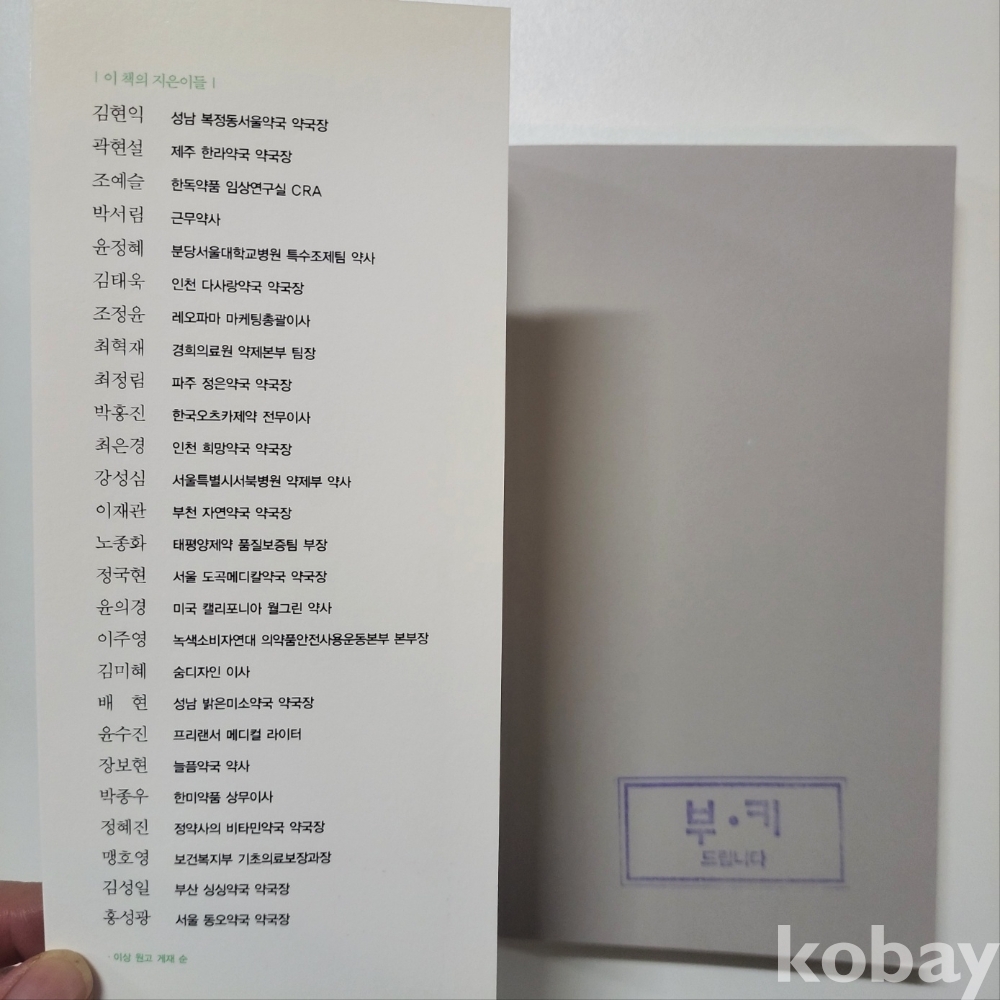 | 이 책의 지은이들 |
김현익 성남 복정동서울약국 약국장
곽현설 제주 한라약국 약국장
조예슬 한독약품 임상연구실 CRA
박서림 근무약사
윤정혜 분당서울대학교병원 특수조제팀 약사
김태욱 인천 다사랑약국 약국장
조정윤 레오파마 마케팅총괄이사
최혁재 경희의료원 약제본부 팀장
최정림 파주 정은약국 약국장
박홍진 한국오츠카제약 전무이사
최은경 인천 희망약국 약국장
강성심 서울특별시서북병원 약제부 약사
이재관 부천 자연약국 약국장
노종화 태평양제약 품질보증팀 부장
정국현 서울 도곡메디칼약국 약국장
윤의경 미국 캘리포니아 월그린 약사
이주영 녹색소비자연대 의약품안전사용운동본부 본부장
김미혜 숨디자인 이사
배 현 성남 밝은미소약국 약국장
윤수진 프리랜서 메디컬 라이터
장보현 늘픔약국 약사
박종우 한미약품 상무이사
정혜진 정약사의 비타민약국 약국장
맹호영 보건복지부 기초의료보장과장
김성일 부산 싱싱약국 약국장
홍성광 서울 동오약국 약국장
· 이상 원고 게재 순
부·키
드립니다
kobay